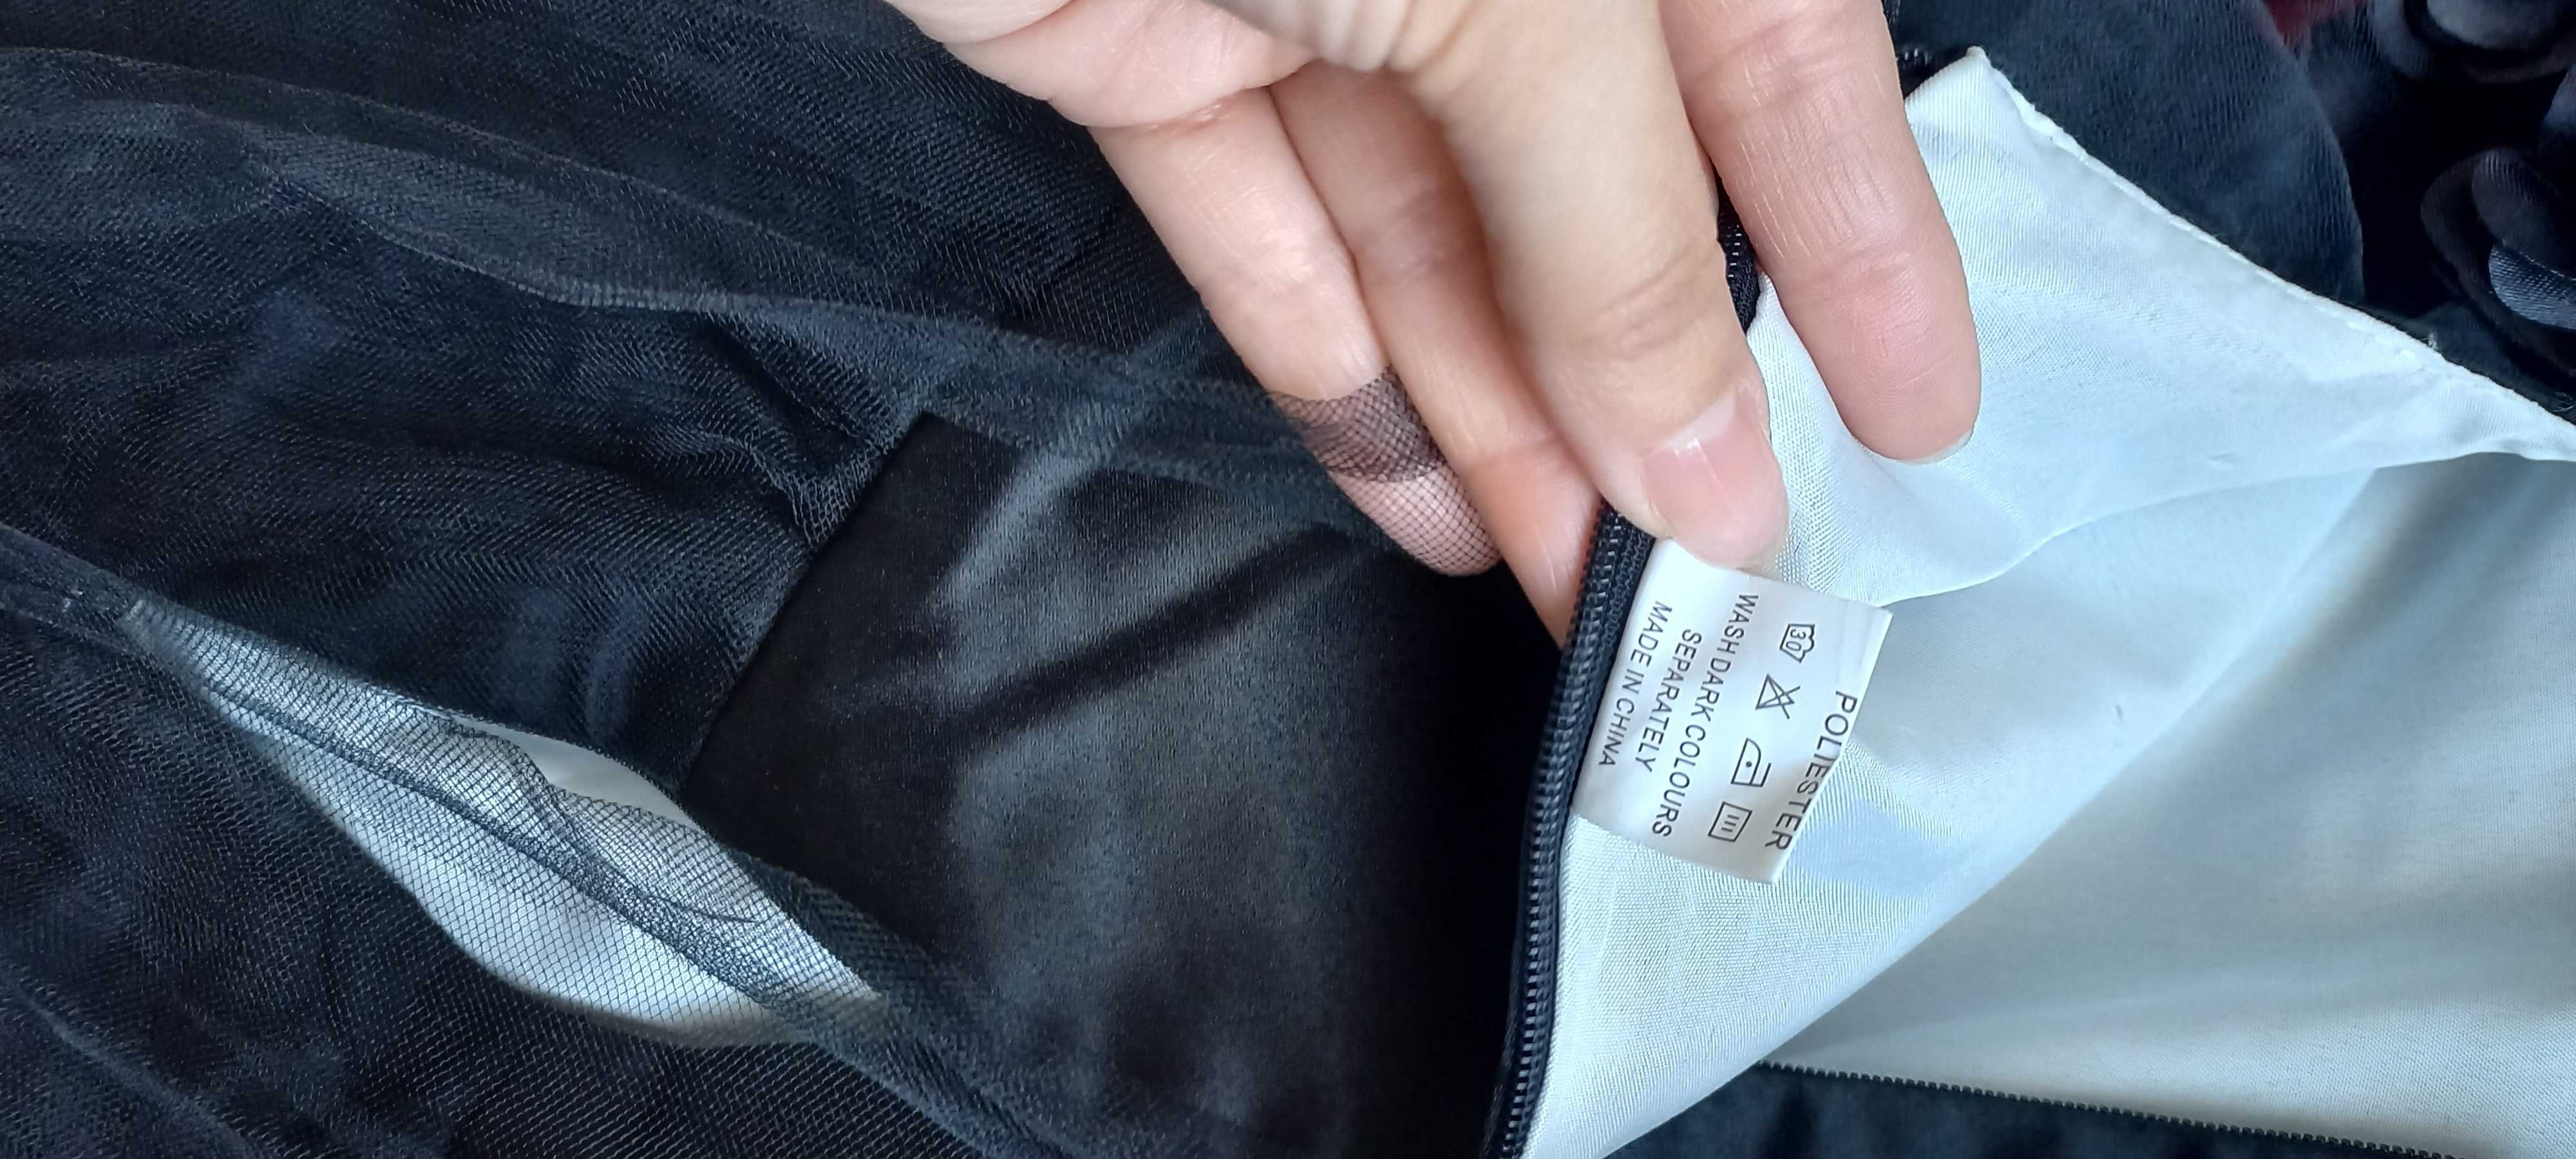 POLIESTER
30
WASH DARK COLOURS
SEPARATELY
MADE IN CHINA